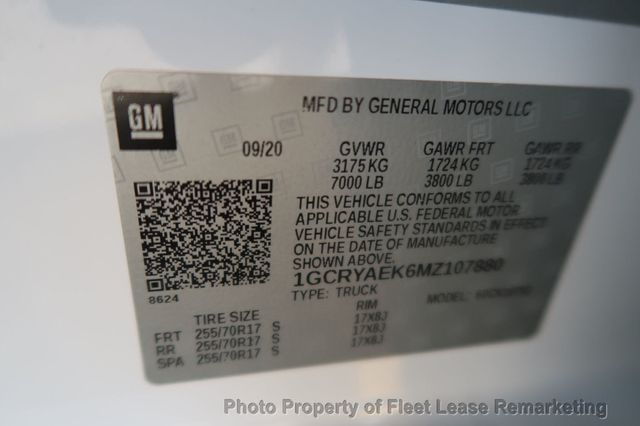 GM
MFD BY GENERAL MOTORS LLC
09/20 GVWR GAWR FRT GAWR RR
3175 KG 1724 KG 1724 KG
7000 LB 3800 LB 3800 LB
THIS VEHICLE CONFORMS TO ALL
APPLICABLE U.S. FEDERAL MOTOR
VEHICLE SAFETY STANDARDS IN EFFECT
ON THE DATE OF MANUFACTURE
SHOWN ABOVE.
1GCRYAEK6MZ107880
8624
TYPE: TRUCK MODEL:
TIRE SIZE RIM
FRT 255/70R17 S 17X8J
RR 255/70R17 S 17X8J
SPA 255/70R17 S 17X8J
Photo Property of Fleet Lease Remarketing